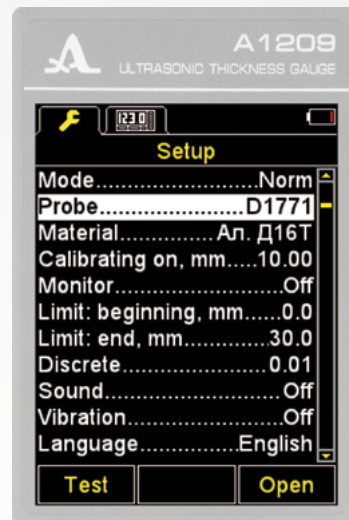 A1209
ULTRASONIC THICKNESS GAUGE
123.0
Setup
Mode......................Norm
Probe.....................D1771
Material..............Ал. Д16Т
Calibrating on, mm.....10.00
Monitor.......................Off
Limit: beginning, mm......0.0
Limit: end, mm..............30.0
Discrete.....................0.01
Sound.........................Off
Vibration......................Off
Language...............English
Test
Open